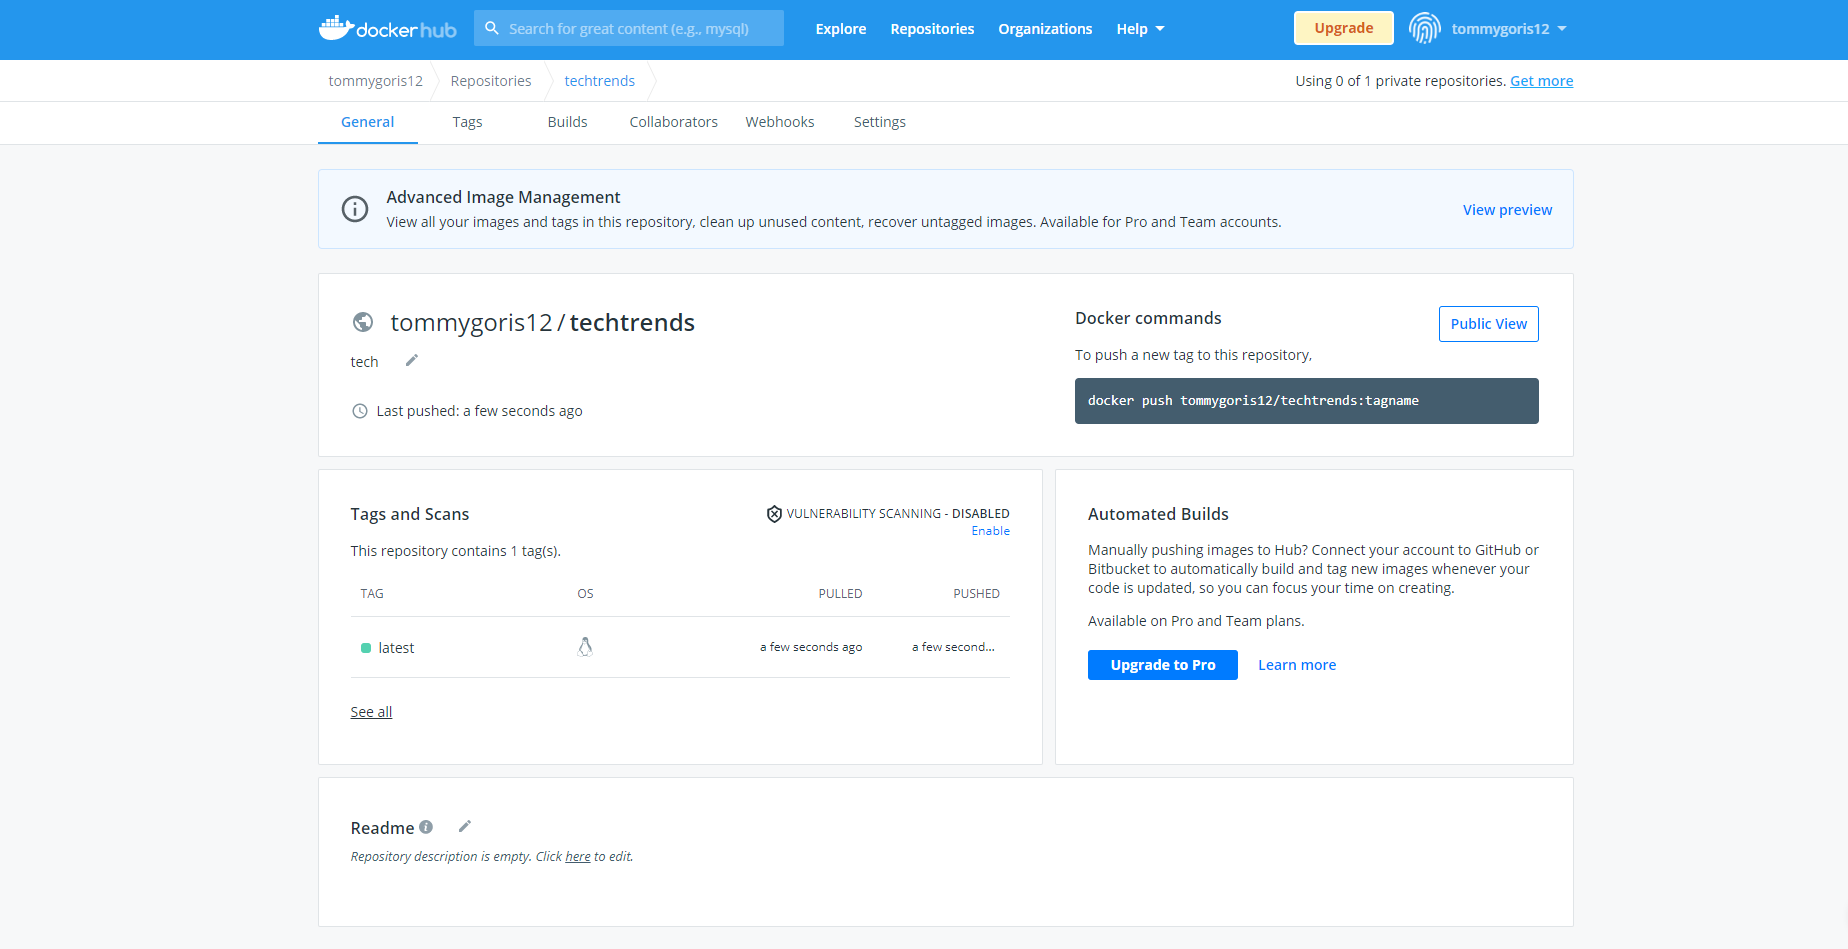 docker hub
Search for great content (e.g., mysql)
Explore
Repositories
Organizations
Help
Upgrade
tommygoris12
tommygoris12
Repositories
techtrends
Using 0 of 1 private repositories. Get more
General
Tags
Builds
Collaborators
Webhooks
Settings
Advanced Image Management
View all your images and tags in this repository, clean up unused content, recover untagged images. Available for Pro and Team accounts.
View preview
tommygoris12 / techtrends
tech
Last pushed: a few seconds ago
Docker commands
Public View
To push a new tag to this repository,
docker push tommygoris12/techtrends:tagname
Tags and Scans
VULNERABILITY SCANNING - DISABLED
Enable
This repository contains 1 tag(s).
TAG OS PULLED PUSHED
latest a few seconds ago a few second...
See all
Automated Builds
Manually pushing images to Hub? Connect your account to GitHub or
Bitbucket to automatically build and tag new images whenever your
code is updated, so you can focus your time on creating.
Available on Pro and Team plans.
Upgrade to Pro
Learn more
Readme
Repository description is empty. Click here to edit.